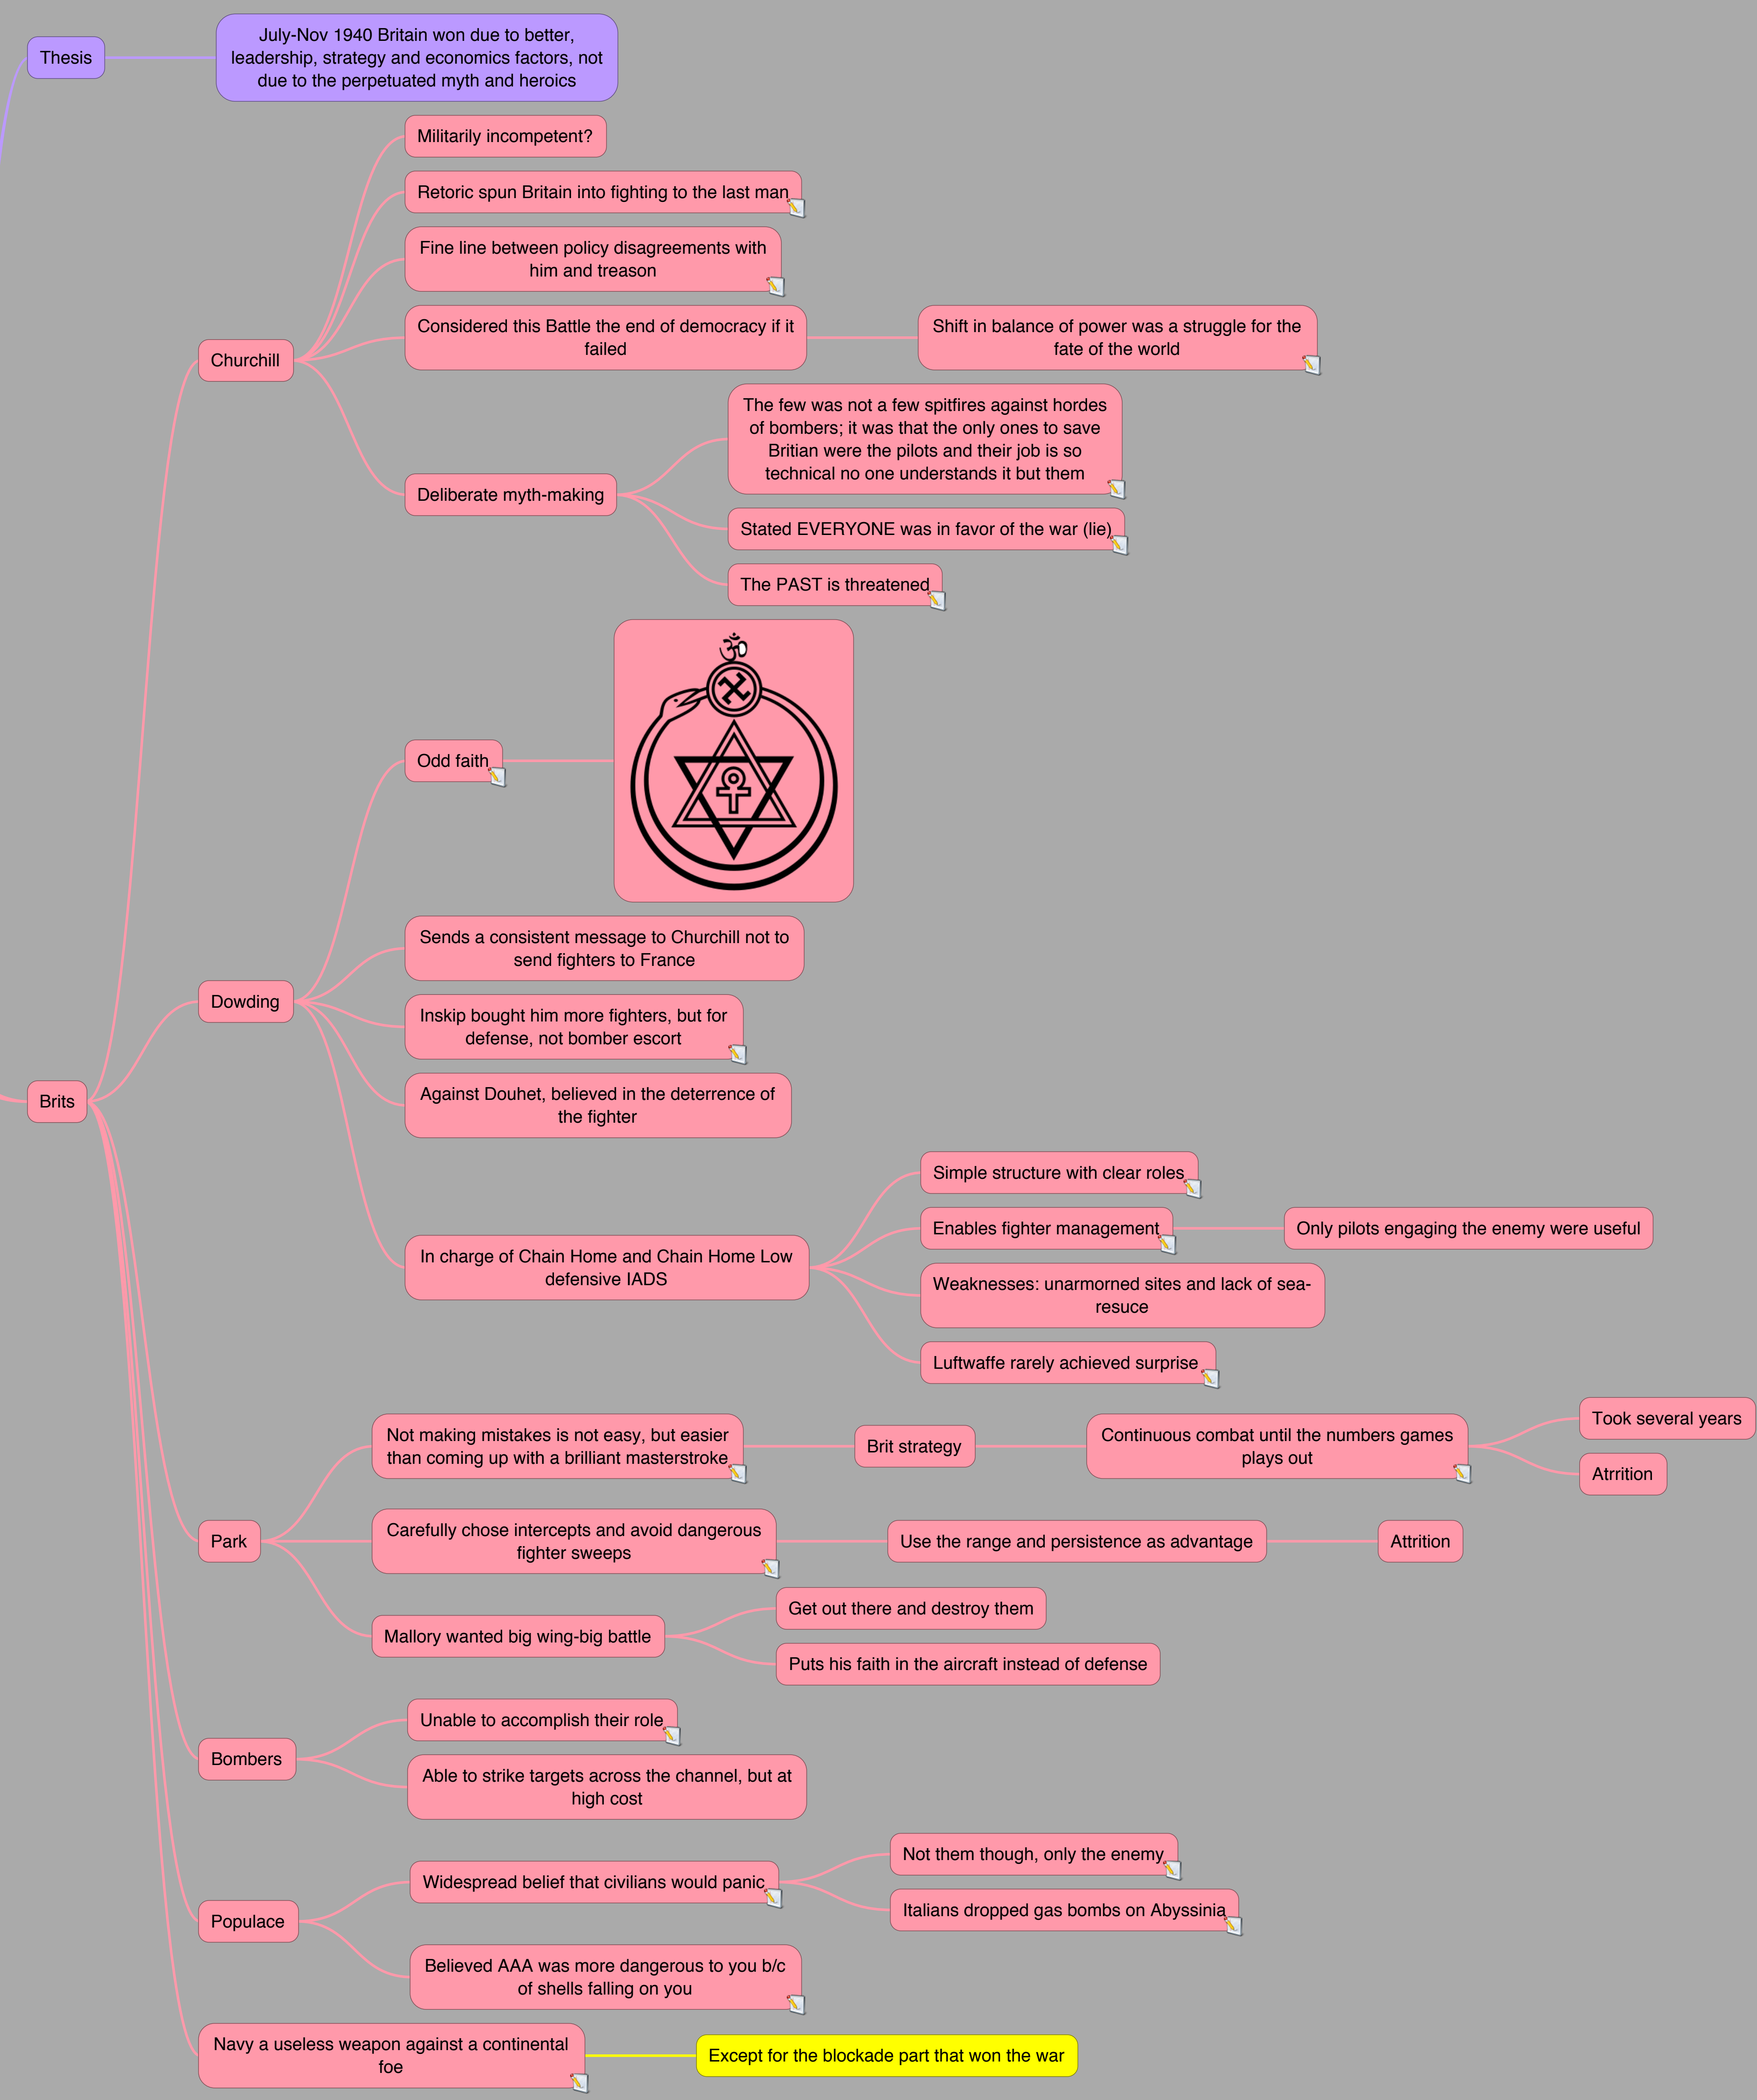 Thesis
July-Nov 1940 Britain won due to better,
leadership, strategy and economics factors, not
due to the perpetuated myth and heroics
Brits
Churchill
Militarily incompetent?
Retoric spun Britain into fighting to the last man
Fine line between policy disagreements with
him and treason
Considered this Battle the end of democracy if it
failed
Shift in balance of power was a struggle for the
fate of the world
Deliberate myth-making
The few was not a few spitfires against hordes
of bombers; it was that the only ones to save
Britian were the pilots and their job is so
technical no one understands it but them
Stated EVERYONE was in favor of the war (lie)
The PAST is threatened
Dowding
Odd faith
ॐ
Sends a consistent message to Churchill not to
send fighters to France
Inskip bought him more fighters, but for
defense, not bomber escort
Against Douhet, believed in the deterrence of
the fighter
In charge of Chain Home and Chain Home Low
defensive IADS
Simple structure with clear roles
Enables fighter management
Only pilots engaging the enemy were useful
Weaknesses: unarmorned sites and lack of sea-
resuce
Luftwaffe rarely achieved surprise
Park
Not making mistakes is not easy, but easier
than coming up with a brilliant masterstroke
Brit strategy
Continuous combat until the numbers games
plays out
Took several years
Atrrition
Carefully chose intercepts and avoid dangerous
fighter sweeps
Use the range and persistence as advantage
Attrition
Mallory wanted big wing-big battle
Get out there and destroy them
Puts his faith in the aircraft instead of defense
Bombers
Unable to accomplish their role
Able to strike targets across the channel, but at
high cost
Populace
Widespread belief that civilians would panic
Not them though, only the enemy
Italians dropped gas bombs on Abyssinia
Believed AAA was more dangerous to you b/c
of shells falling on you
Navy a useless weapon against a continental
foe
Except for the blockade part that won the war